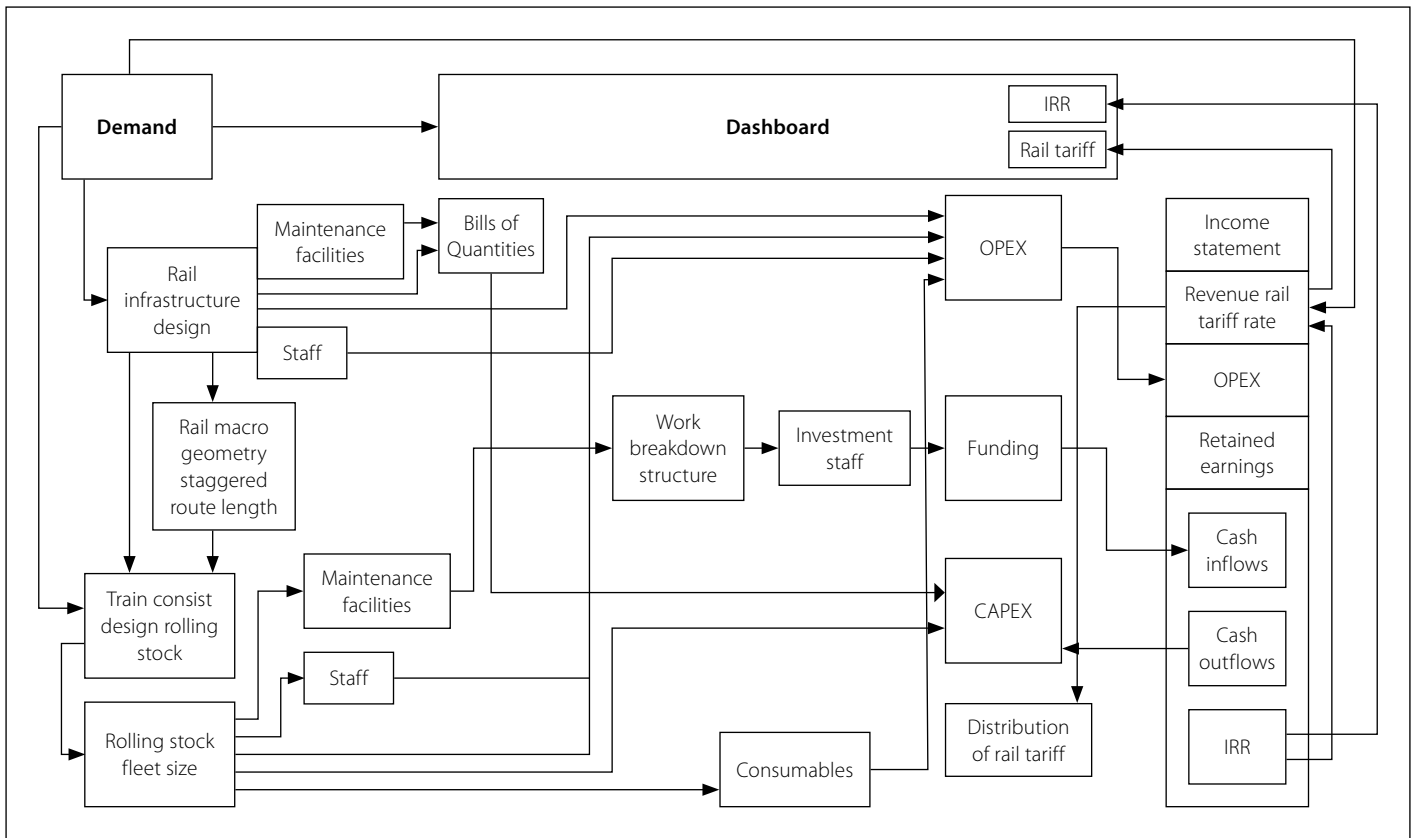 Demand
Dashboard
IRR
Rail tariff
Maintenance
facilities
Bills of
Quantities
OPEX
Income
statement
Rail
infrastructure
design
Revenue rail
tariff rate
Staff
OPEX
Rail macro
geometry
staggered
route length
Work
breakdown
structure
Investment
staff
Funding
Retained
earnings
Cash
inflows
Train consist
design rolling
stock
Maintenance
facilities
CAPEX
Cash
outflows
Staff
Rolling stock
fleet size
Consumables
Distribution
of rail tariff
IRR